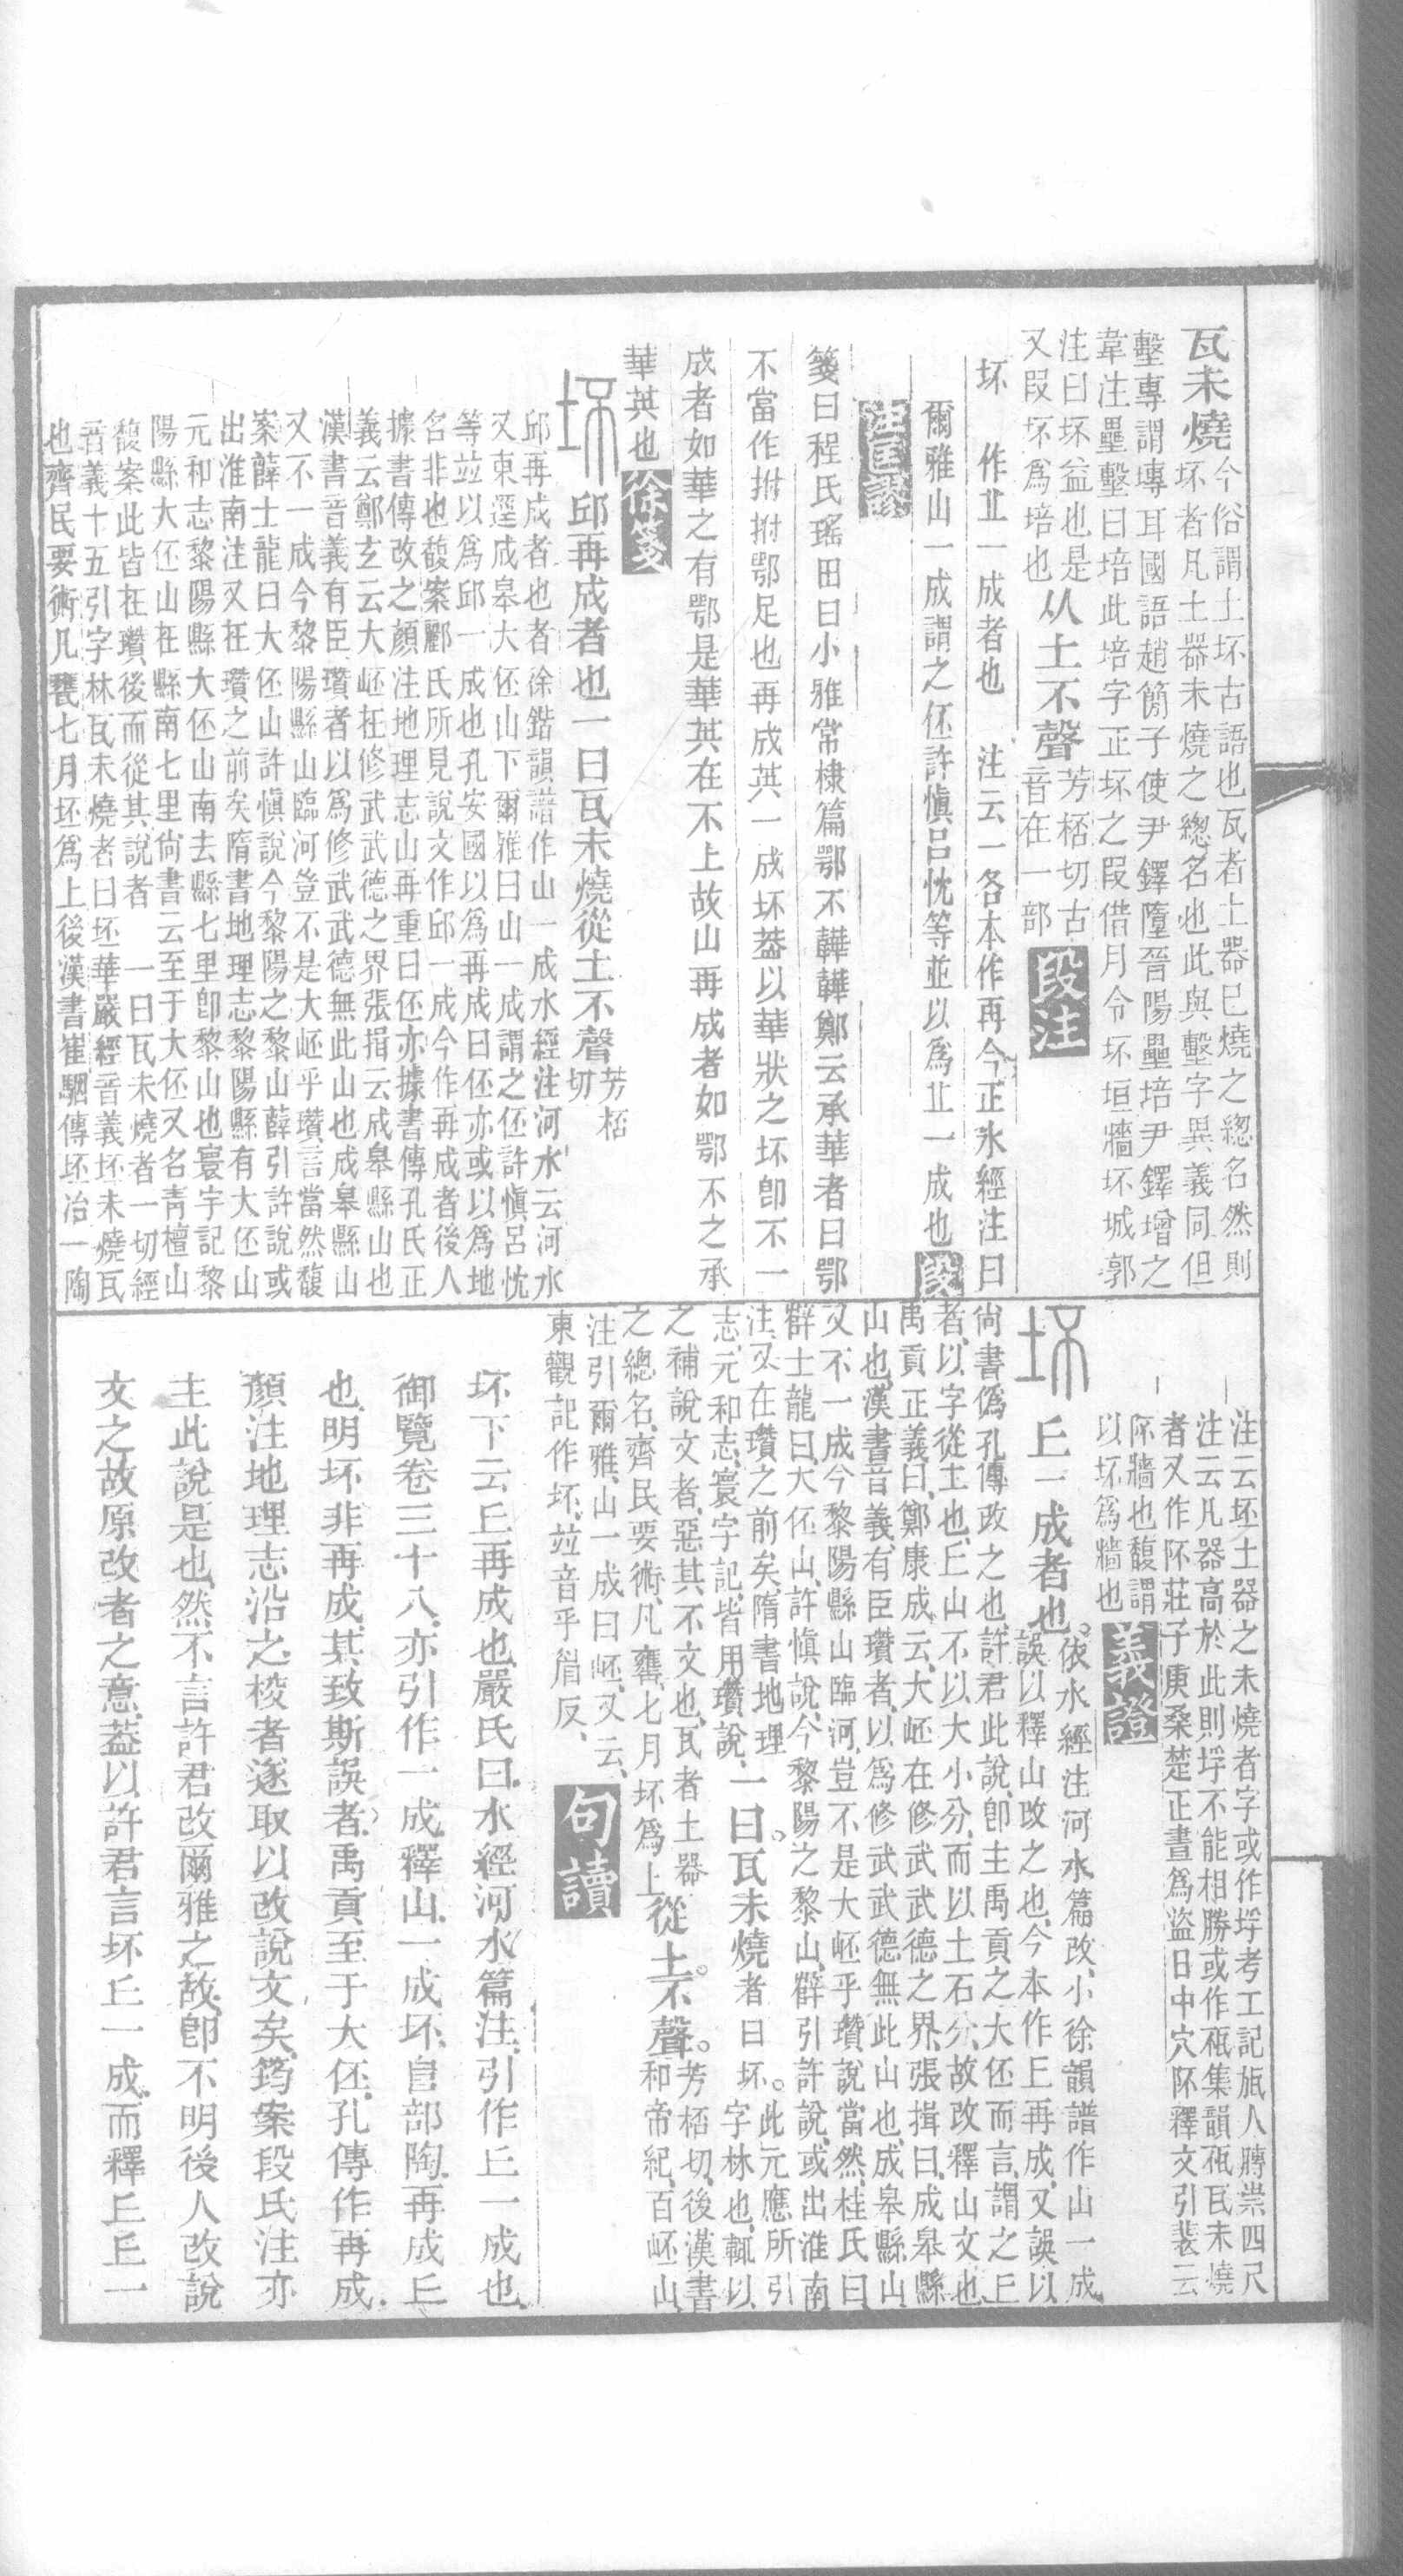 瓦未燒今俗謂土坏古語也瓦者土器已燒之總名然則
坏者凡土器未燒之總名也此與墼字異義同但
墼專謂塼耳國語趙簡子使尹鐸墮晉陽壘培尹鐸增之
韋注壘墼曰培此培字正坏之叚借月令坏垣牆坏城郭
注曰坏益也是
又叚坏爲培也从土不聲芳桮切古
音在一部段注
坏　作㐀一成者也　注云一各本作再今正水經注曰
爾雅山一成謂之伾許愼呂忱等並以爲㐀一成也段
注匡謬
箋曰程氏瑤田曰小雅常棣篇鄂不韡韡鄭云承華者曰鄂
不當作拊拊鄂足也再成英一成坏葢以華狀之坏卽不一
成者如華之有鄂是華英在不上故山再成者如鄂不之承
華英也徐箋
坏邱再成者也一曰瓦未燒從土不聲芳桮
切
邱再成者也者徐鍇韻譜作山一成水經注河水云河水
又東逕成皋大伾山下爾雅曰山一成謂之伾許愼呂忱
等竝以爲邱一成也孔安國以爲再成曰伾亦或以爲地
名非也馥案酈氏所見說文作邱一成今作再成者後人
據書傳改之顏注地理志山再重曰伾亦據書傳孔氏正
義云鄭玄云大岯在修武武德之界張揖云成皋縣山也
漢書音義有臣瓚者以爲修武武德無此山也成皋縣山
又不一成今黎陽縣山臨河豈不是大岯乎瓚言當然馥
案薛士龍曰大伾山許愼說今黎陽之黎山薛引許說或
出淮南注又在瓚之前矣隋書地理志黎陽縣有大伾山
元和志黎陽縣大伾山南去縣七里卽黎山也寰宇記黎
陽縣大伾山在縣南七里尙書云至于大伾又名靑檀山
馥案此皆在瓚後而從其說者　一曰瓦未燒者一切經
音義十五引字林瓦未燒者曰坯華嚴經音義坯未燒瓦
也齊民要術凡甕七月坯爲上後漢書崔駰傳坯冶一陶
注云坯土器之未燒者字或作垺考工記瓬人膊崇四尺
注云凡器高於此則垺不能相勝或作㼣集韻㼣瓦未燒
者又作阫莊子庚桑楚正晝爲盜日中穴阫釋文引裴云
阫牆也馥謂
以坏爲牆也義證
坏丘一成者也。依水經注河水篇改、小徐韻譜作山一成、
誤以釋山改之也、今本作丘再成、又誤以
尙書僞孔傳改之也、許君此說、卽主禹貢之大伾而言、謂之丘
者、以字從土也、丘山不以大小分、而以土石分、故改釋山文也、
禹貢正義曰、鄭康成云、大岯在修武武德之界、張揖曰、成皋縣
山也、漢書音義、有臣瓚者、以爲修武武德無此山也、成皋縣山、
又不一成、今黎陽縣山臨河、豈不是大岯乎、瓚說當然、桂氏曰、
薛士龍曰、大伾山、許愼說、今黎陽之黎山、薛引許說、或出淮南
注、又在瓚之前矣、隋書地理
志、元和志、寰宇記、皆用瓚說、一曰。瓦未燒者曰坏。此元應所引
字林也、輒以
之補說文者、惡其不文也、瓦者土器
之總名、齊民要術、凡甕、七月坏爲上、從土。不聲。芳桮切、後漢書
和帝紀、百岯山、
注引爾雅、山一成曰岯、又云、
東觀記作坏、竝音乎眉反、句讀
坏下云、丘再成也、嚴氏曰、水經河水篇注、引作丘一成也、
御覽卷三十八、亦引作一成、釋山、一成坏、𨸏部陶、再成丘
也、明坏非再成、其致斯誤者、禹貢至于大伾、孔傳作再成、
顏注地理志沿之、校者遂取以改說文矣、筠案段氏注亦
主此說是也、然不言許君改爾雅之故、卽不明後人改說
文之故、原改者之意、葢以許君言坏丘一成、而釋丘丘一